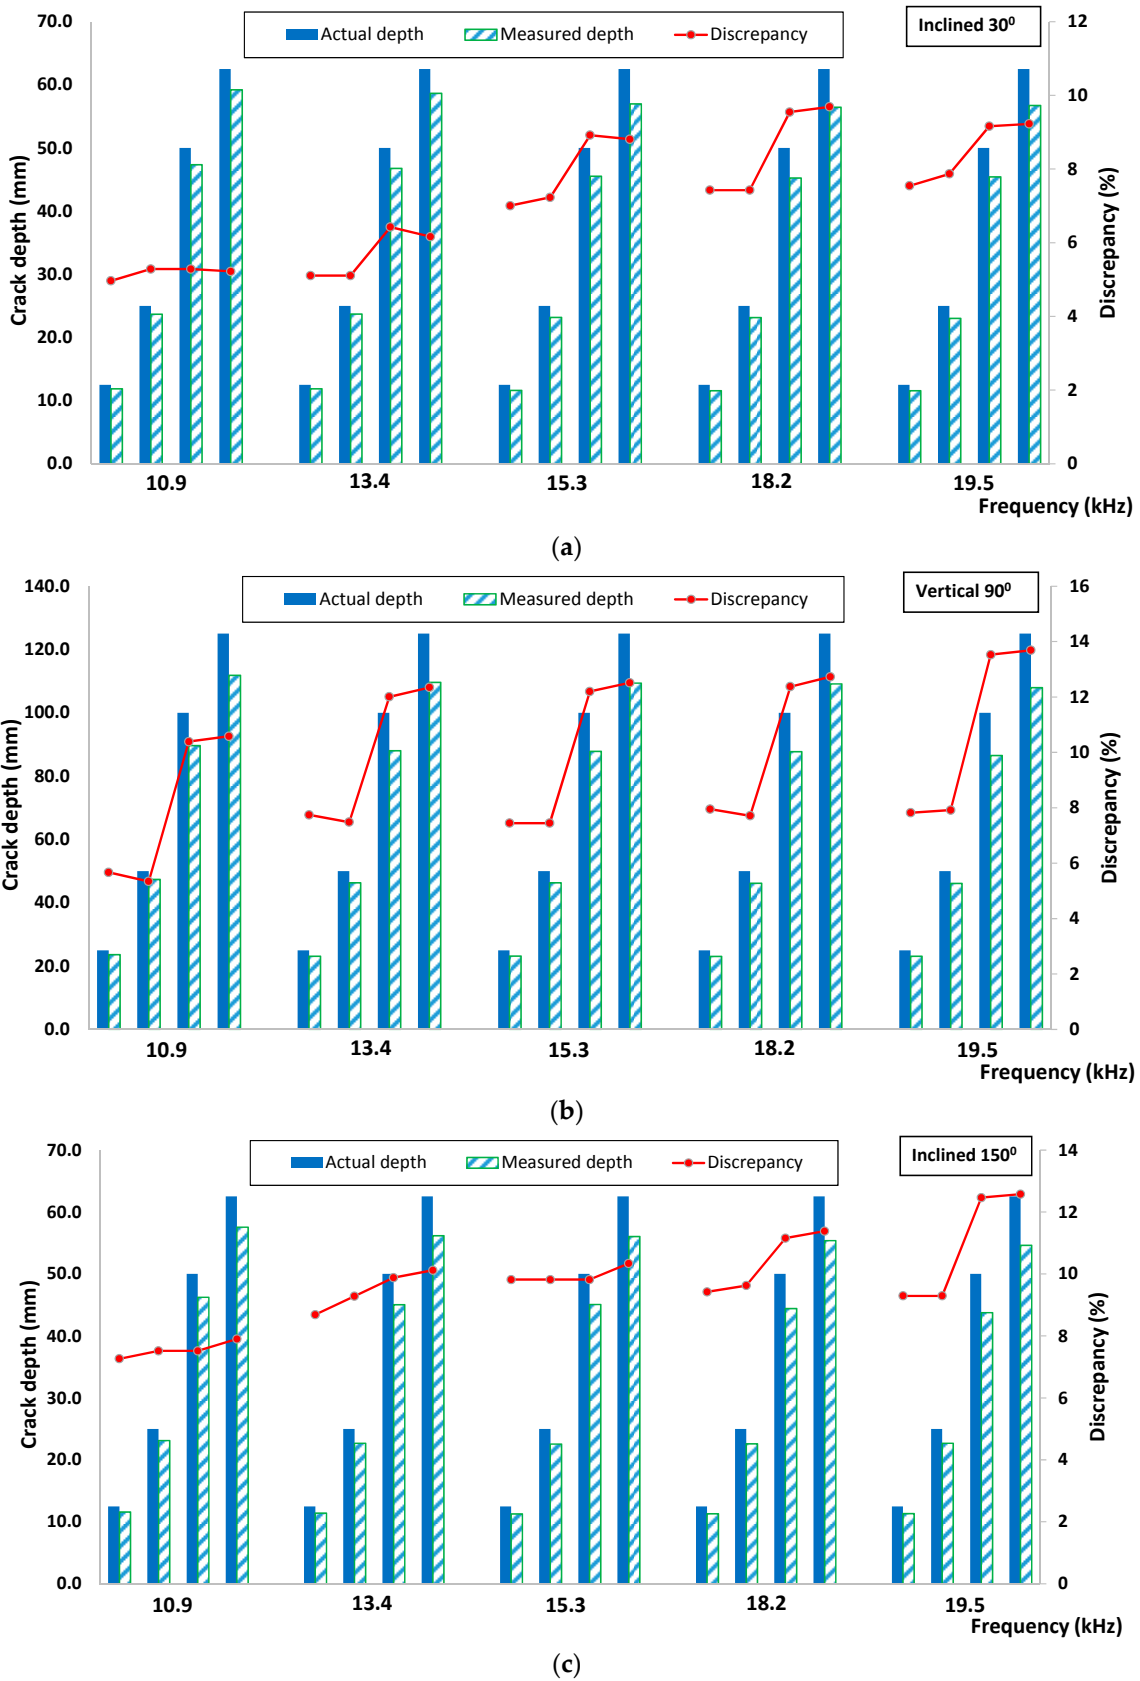 70.0
60.0
50.0
40.0
30.0
20.0
10.0
0.0
Crack depth (mm)
Actual depth Measured depth Discrepancy
Inclined 30⁰
12
10
8
6
4
2
0
Discrepancy (%)
10.9 13.4 15.3 18.2 19.5
Frequency (kHz)
(a)
140.0
120.0
100.0
80.0
60.0
40.0
20.0
0.0
Crack depth (mm)
Actual depth Measured depth Discrepancy
Vertical 90⁰
16
14
12
10
8
6
4
2
0
Discrepancy (%)
10.9 13.4 15.3 18.2 19.5
Frequency (kHz)
(b)
70.0
60.0
50.0
40.0
30.0
20.0
10.0
0.0
Crack depth (mm)
Actual depth Measured depth Discrepancy
Inclined 150⁰
14
12
10
8
6
4
2
0
Discrepancy (%)
10.9 13.4 15.3 18.2 19.5
Frequency (kHz)
(c)